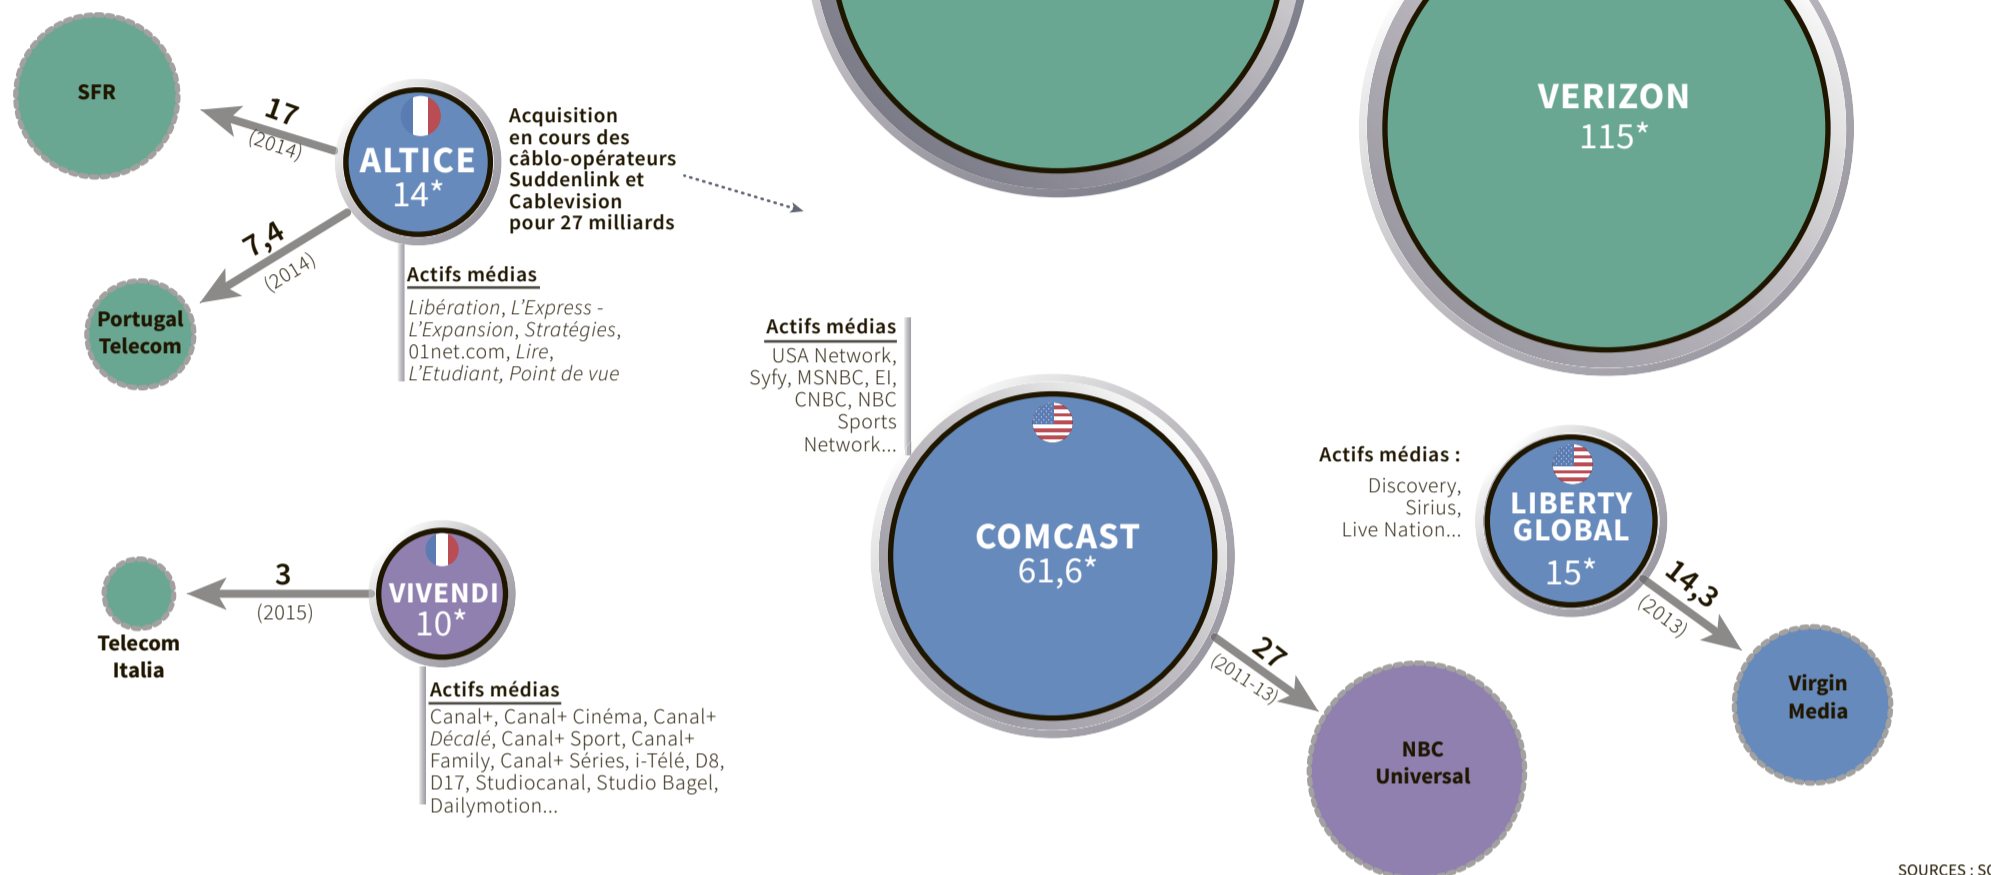 SFR
17
(2014)
ALTICE
14*
Acquisition
en cours des
câblo-opérateurs
Suddenlink et
Cablevision
pour 27 milliards
7,4
(2014)
Portugal
Telecom
Actifs médias
Libération, L’Express -
L’Expansion, Stratégies,
01net.com, Lire,
L’Etudiant, Point de vue
VERIZON
115*
Actifs médias
USA Network,
Syfy, MSNBC, EI,
CNBC, NBC
Sports
Network...
COMCAST
61,6*
27
(2011-13)
NBC
Universal
Actifs médias :
Discovery,
Sirius,
Live Nation...
LIBERTY
GLOBAL
15*
14,3
(2013)
Virgin
Media
3
(2015)
Telecom
Italia
VIVENDI
10*
Actifs médias
Canal+, Canal+ Cinéma, Canal+
Décalé, Canal+ Sport, Canal+
Family, Canal+ Séries, i-Télé, D8,
D17, Studiocanal, Studio Bagel,
Dailymotion...
SOURCES :